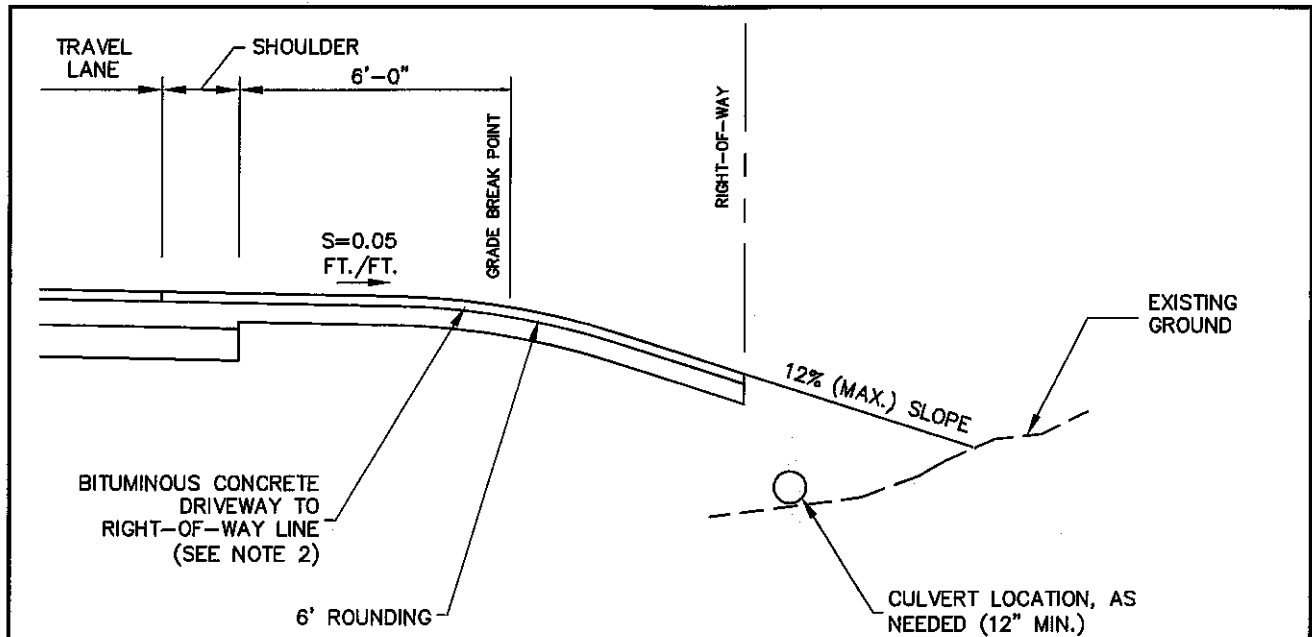 TRAVEL
LANE
SHOULDER
6'-0"
GRADE BREAK POINT
RIGHT-OF-WAY
S=0.05
FT./FT.
EXISTING
GROUND
12% (MAX.) SLOPE
BITUMINOUS CONCRETE
DRIVEWAY TO
RIGHT-OF-WAY LINE
(SEE NOTE 2)
6' ROUNDING
CULVERT LOCATION, AS
NEEDED (12" MIN.)